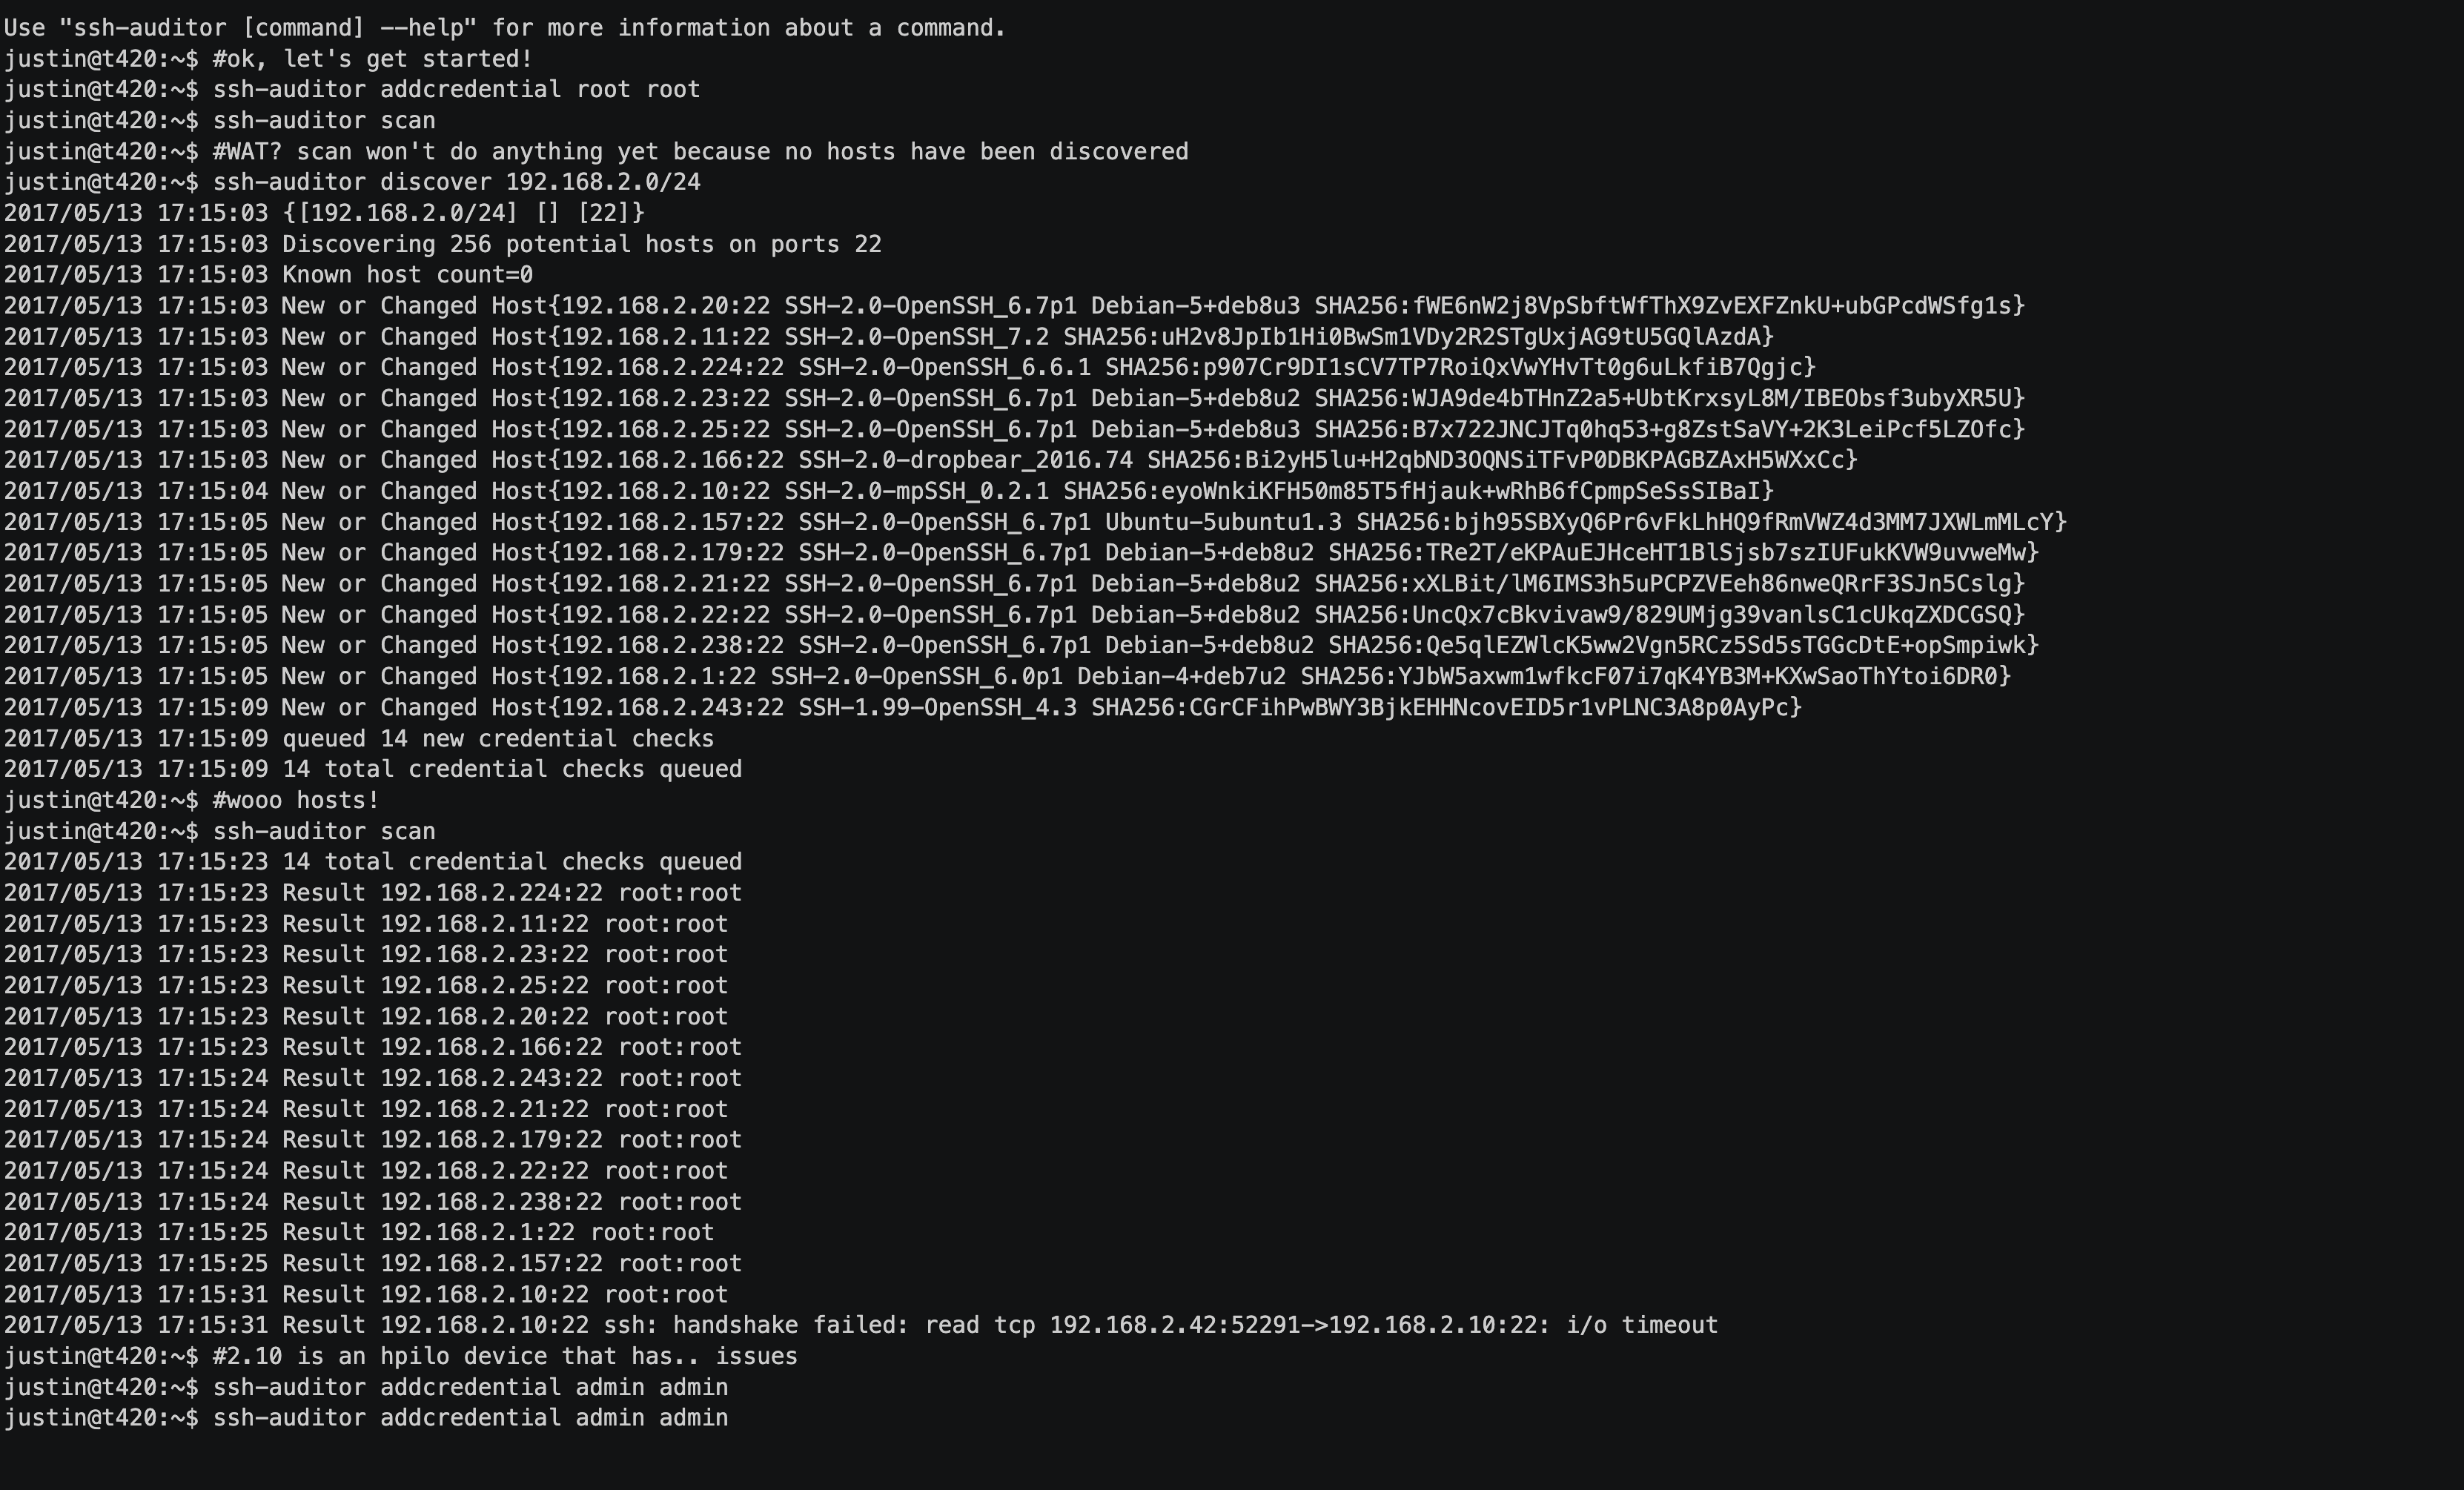 Use "ssh-auditor [command] --help" for more information about a command.
justin@t420:~$ #ok, let's get started!
justin@t420:~$ ssh-auditor addcredential root root
justin@t420:~$ ssh-auditor scan
justin@t420:~$ #WAT? scan won't do anything yet because no hosts have been discovered
justin@t420:~$ ssh-auditor discover 192.168.2.0/24
2017/05/13 17:15:03 {[192.168.2.0/24] [] [22]}
2017/05/13 17:15:03 Discovering 256 potential hosts on ports 22
2017/05/13 17:15:03 Known host count=0
2017/05/13 17:15:03 New or Changed Host{192.168.2.20:22 SSH-2.0-OpenSSH_6.7p1 Debian-5+deb8u3 SHA256:fWE6nW2j8VpSbftWfThX9ZvEXFZnkU+ubGPcdWSfg1s}
2017/05/13 17:15:03 New or Changed Host{192.168.2.11:22 SSH-2.0-OpenSSH_7.2 SHA256:uH2v8JpIb1Hi0BwSm1VDy2R2STgUxjAG9tU5GQlAzdA}
2017/05/13 17:15:03 New or Changed Host{192.168.2.224:22 SSH-2.0-OpenSSH_6.6.1 SHA256:p907Cr9DI1sCV7TP7RoiQxVwYHvTt0g6uLkfiB7Qgjc}
2017/05/13 17:15:03 New or Changed Host{192.168.2.23:22 SSH-2.0-OpenSSH_6.7p1 Debian-5+deb8u2 SHA256:WJA9de4bTHnZ2a5+UbtKrxsyL8M/IBEObsf3ubyXR5U}
2017/05/13 17:15:03 New or Changed Host{192.168.2.25:22 SSH-2.0-OpenSSH_6.7p1 Debian-5+deb8u3 SHA256:B7x722JNCJTq0hq53+g8ZstSaVY+2K3LeiPcf5LZOfc}
2017/05/13 17:15:03 New or Changed Host{192.168.2.166:22 SSH-2.0-dropbear_2016.74 SHA256:Bi2yH5lu+H2qbND3OQNSiTFvP0DBKPAGBZAxH5WXxCc}
2017/05/13 17:15:04 New or Changed Host{192.168.2.10:22 SSH-2.0-mpSSH_0.2.1 SHA256:eyoWnkiKFH50m85T5fHjauk+wRhB6fCpmpSeSsSIBaI}
2017/05/13 17:15:05 New or Changed Host{192.168.2.157:22 SSH-2.0-OpenSSH_6.7p1 Ubuntu-5ubuntu1.3 SHA256:bjh95SBXyQ6Pr6vFkLhHQ9fRmVWZ4d3MM7JXWLmMLcY}
2017/05/13 17:15:05 New or Changed Host{192.168.2.179:22 SSH-2.0-OpenSSH_6.7p1 Debian-5+deb8u2 SHA256:TRe2T/eKPAuEJHceHT1BlSjsb7szIUFukKVW9uvweMw}
2017/05/13 17:15:05 New or Changed Host{192.168.2.21:22 SSH-2.0-OpenSSH_6.7p1 Debian-5+deb8u2 SHA256:xXLBit/lM6IMS3h5uPCPZVEeh86nweQRrF3SJn5Cslg}
2017/05/13 17:15:05 New or Changed Host{192.168.2.22:22 SSH-2.0-OpenSSH_6.7p1 Debian-5+deb8u2 SHA256:UncQx7cBkvivaw9/829UMjg39vanlsC1cUkqZXDCGSQ}
2017/05/13 17:15:05 New or Changed Host{192.168.2.238:22 SSH-2.0-OpenSSH_6.7p1 Debian-5+deb8u2 SHA256:Qe5qlEZWlcK5ww2Vgn5RCz5Sd5sTGGcDtE+opSmpiwk}
2017/05/13 17:15:05 New or Changed Host{192.168.2.1:22 SSH-2.0-OpenSSH_6.0p1 Debian-4+deb7u2 SHA256:YJbW5axwm1wfkcF07i7qK4YB3M+KXwSaoThYtoi6DR0}
2017/05/13 17:15:09 New or Changed Host{192.168.2.243:22 SSH-1.99-OpenSSH_4.3 SHA256:CGrCFihPwBWY3BjkEHHNcovEID5r1vPLNC3A8p0AyPc}
2017/05/13 17:15:09 queued 14 new credential checks
2017/05/13 17:15:09 14 total credential checks queued
justin@t420:~$ #wooo hosts!
justin@t420:~$ ssh-auditor scan
2017/05/13 17:15:23 14 total credential checks queued
2017/05/13 17:15:23 Result 192.168.2.224:22 root:root
2017/05/13 17:15:23 Result 192.168.2.11:22 root:root
2017/05/13 17:15:23 Result 192.168.2.23:22 root:root
2017/05/13 17:15:23 Result 192.168.2.25:22 root:root
2017/05/13 17:15:23 Result 192.168.2.20:22 root:root
2017/05/13 17:15:23 Result 192.168.2.166:22 root:root
2017/05/13 17:15:24 Result 192.168.2.243:22 root:root
2017/05/13 17:15:24 Result 192.168.2.21:22 root:root
2017/05/13 17:15:24 Result 192.168.2.179:22 root:root
2017/05/13 17:15:24 Result 192.168.2.22:22 root:root
2017/05/13 17:15:24 Result 192.168.2.238:22 root:root
2017/05/13 17:15:25 Result 192.168.2.1:22 root:root
2017/05/13 17:15:25 Result 192.168.2.157:22 root:root
2017/05/13 17:15:31 Result 192.168.2.10:22 root:root
2017/05/13 17:15:31 Result 192.168.2.10:22 ssh: handshake failed: read tcp 192.168.2.42:52291->192.168.2.10:22: i/o timeout
justin@t420:~$ #2.10 is an hpilo device that has.. issues
justin@t420:~$ ssh-auditor addcredential admin admin
justin@t420:~$ ssh-auditor addcredential admin admin